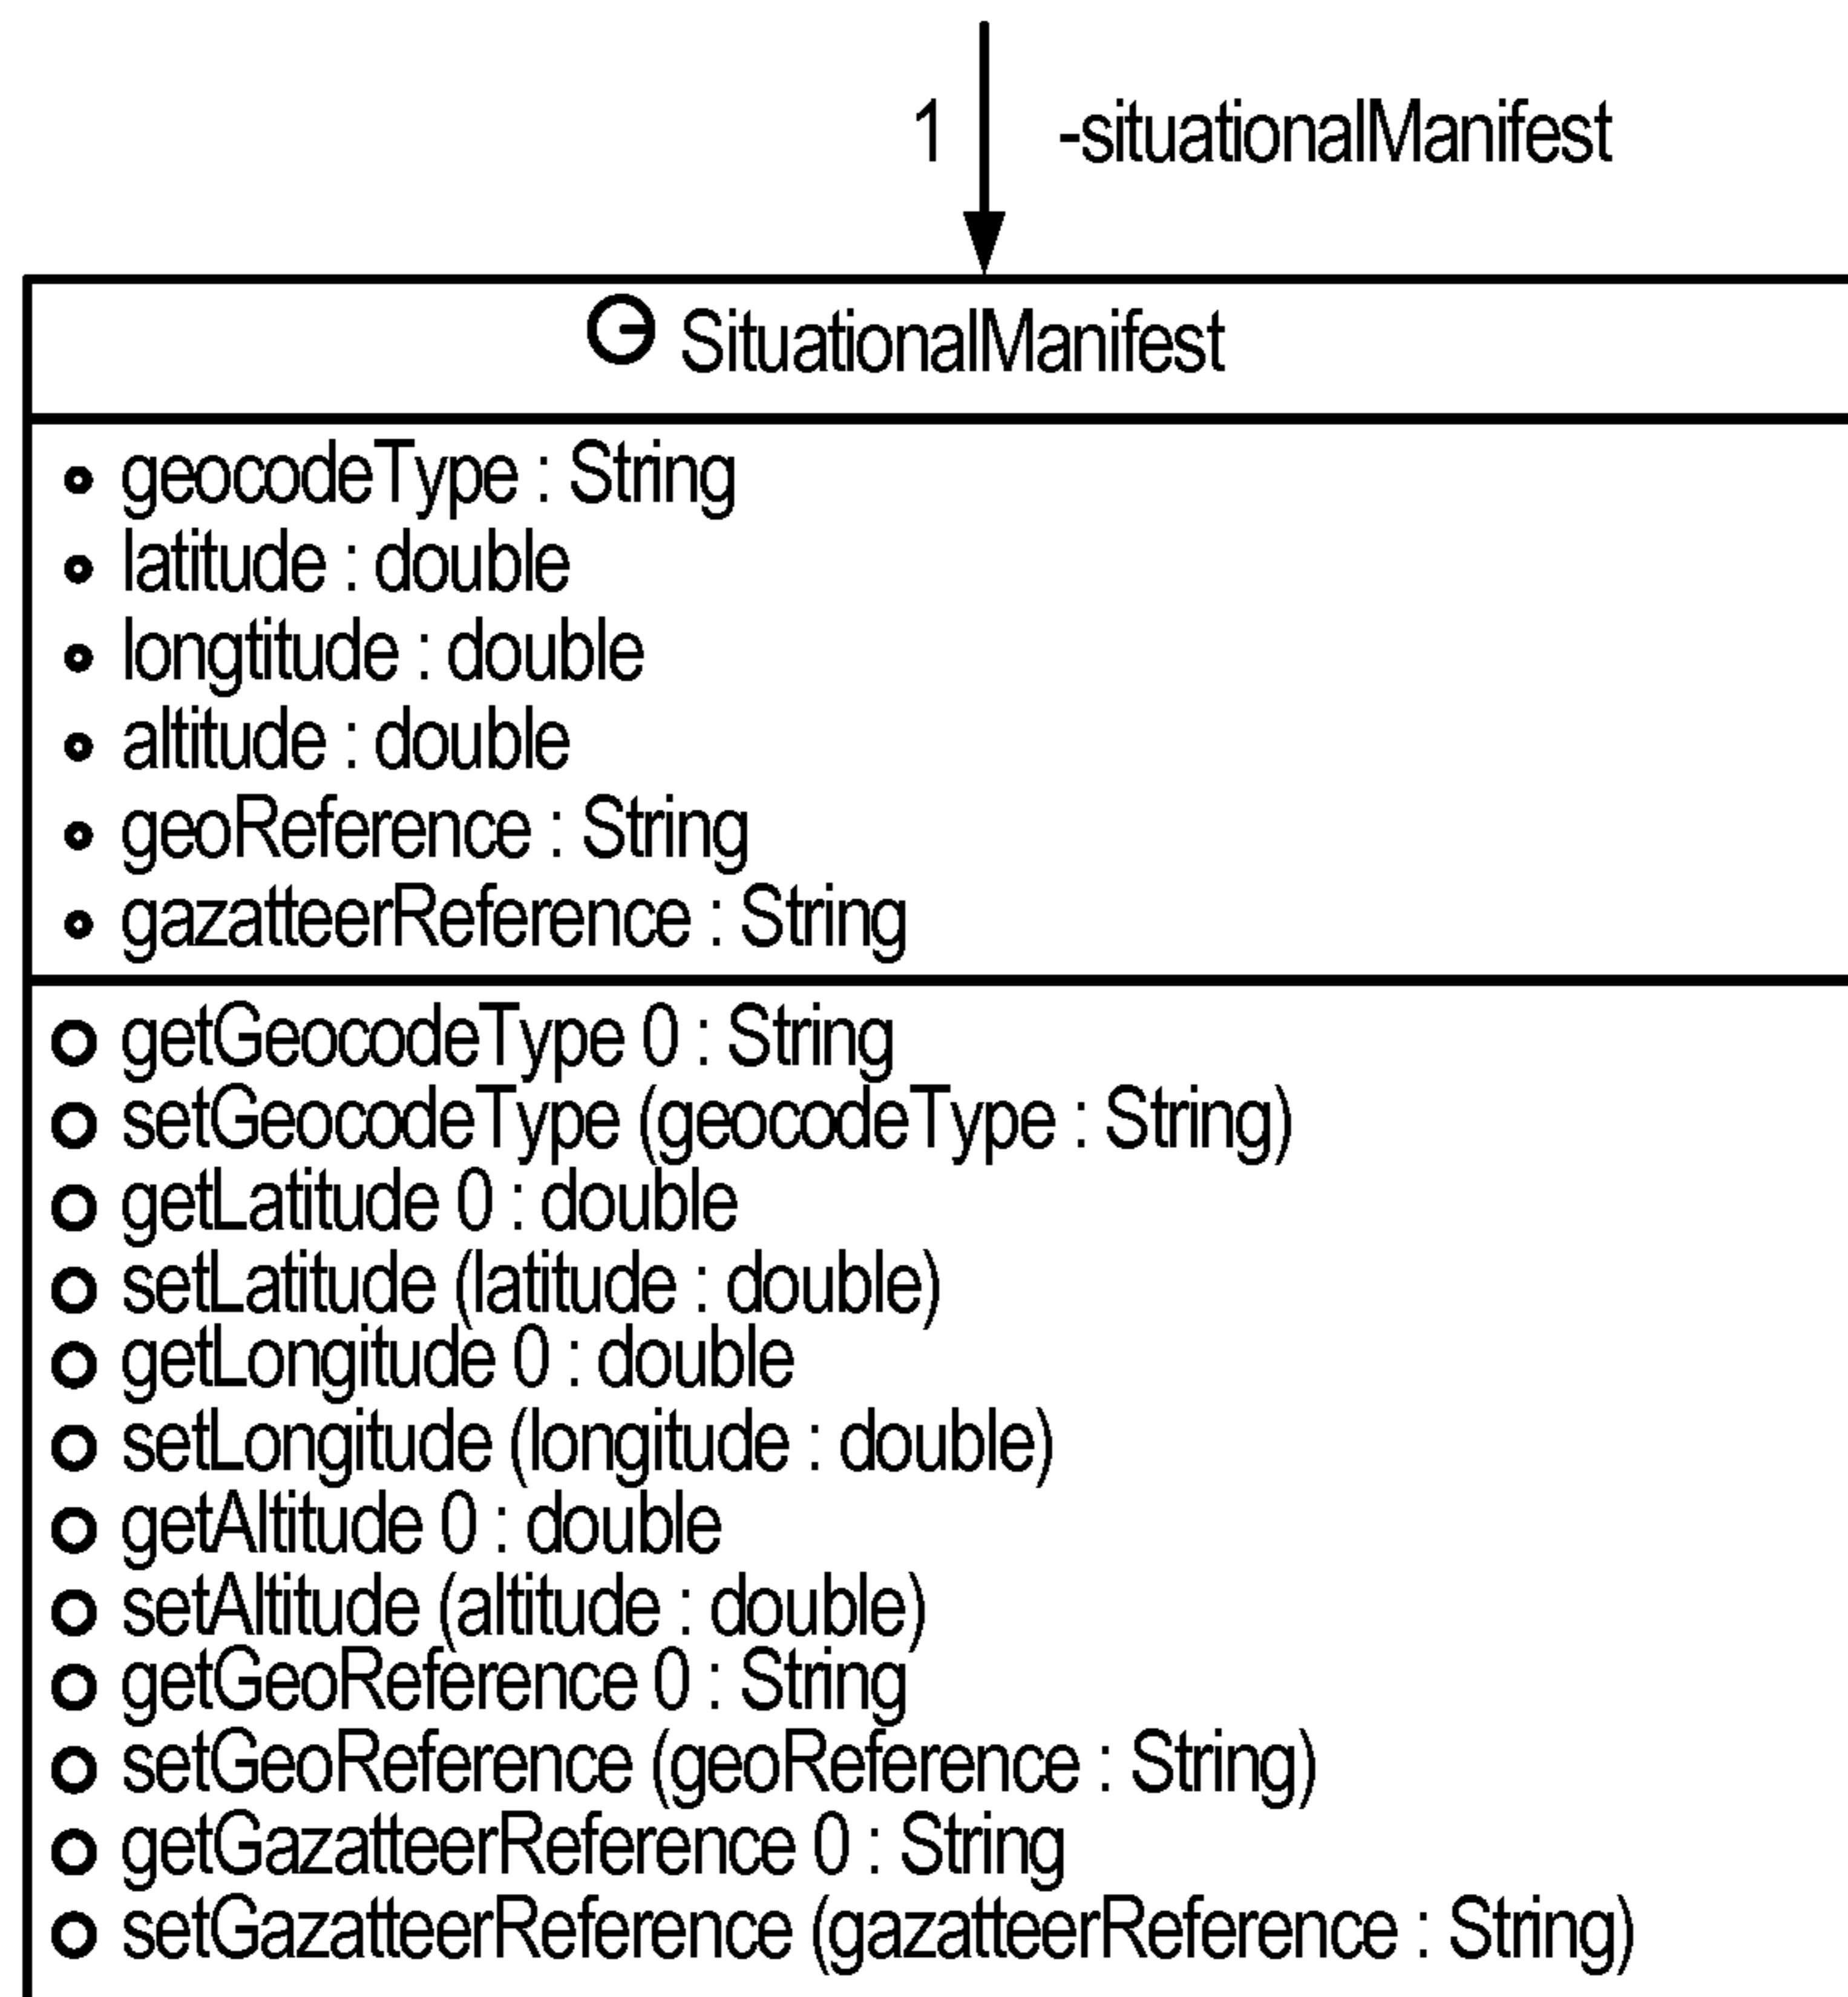 1 -situationalManifest
SituationalManifest
geocodeType : String
latitude : double
longtitude : double
altitude : double
geoReference : String
gazatteerReference : String
getGeocodeType 0 : String
setGeocodeType (geocodeType : String)
getLatitude 0 : double
setLatitude (latitude : double)
getLongitude 0 : double
setLongitude (longitude : double)
getAltitude 0 : double
setAltitude (altitude : double)
getGeoReference 0 : String
setGeoReference (geoReference : String)
getGazatteerReference 0 : String
setGazatteerReference (gazatteerReference : String)